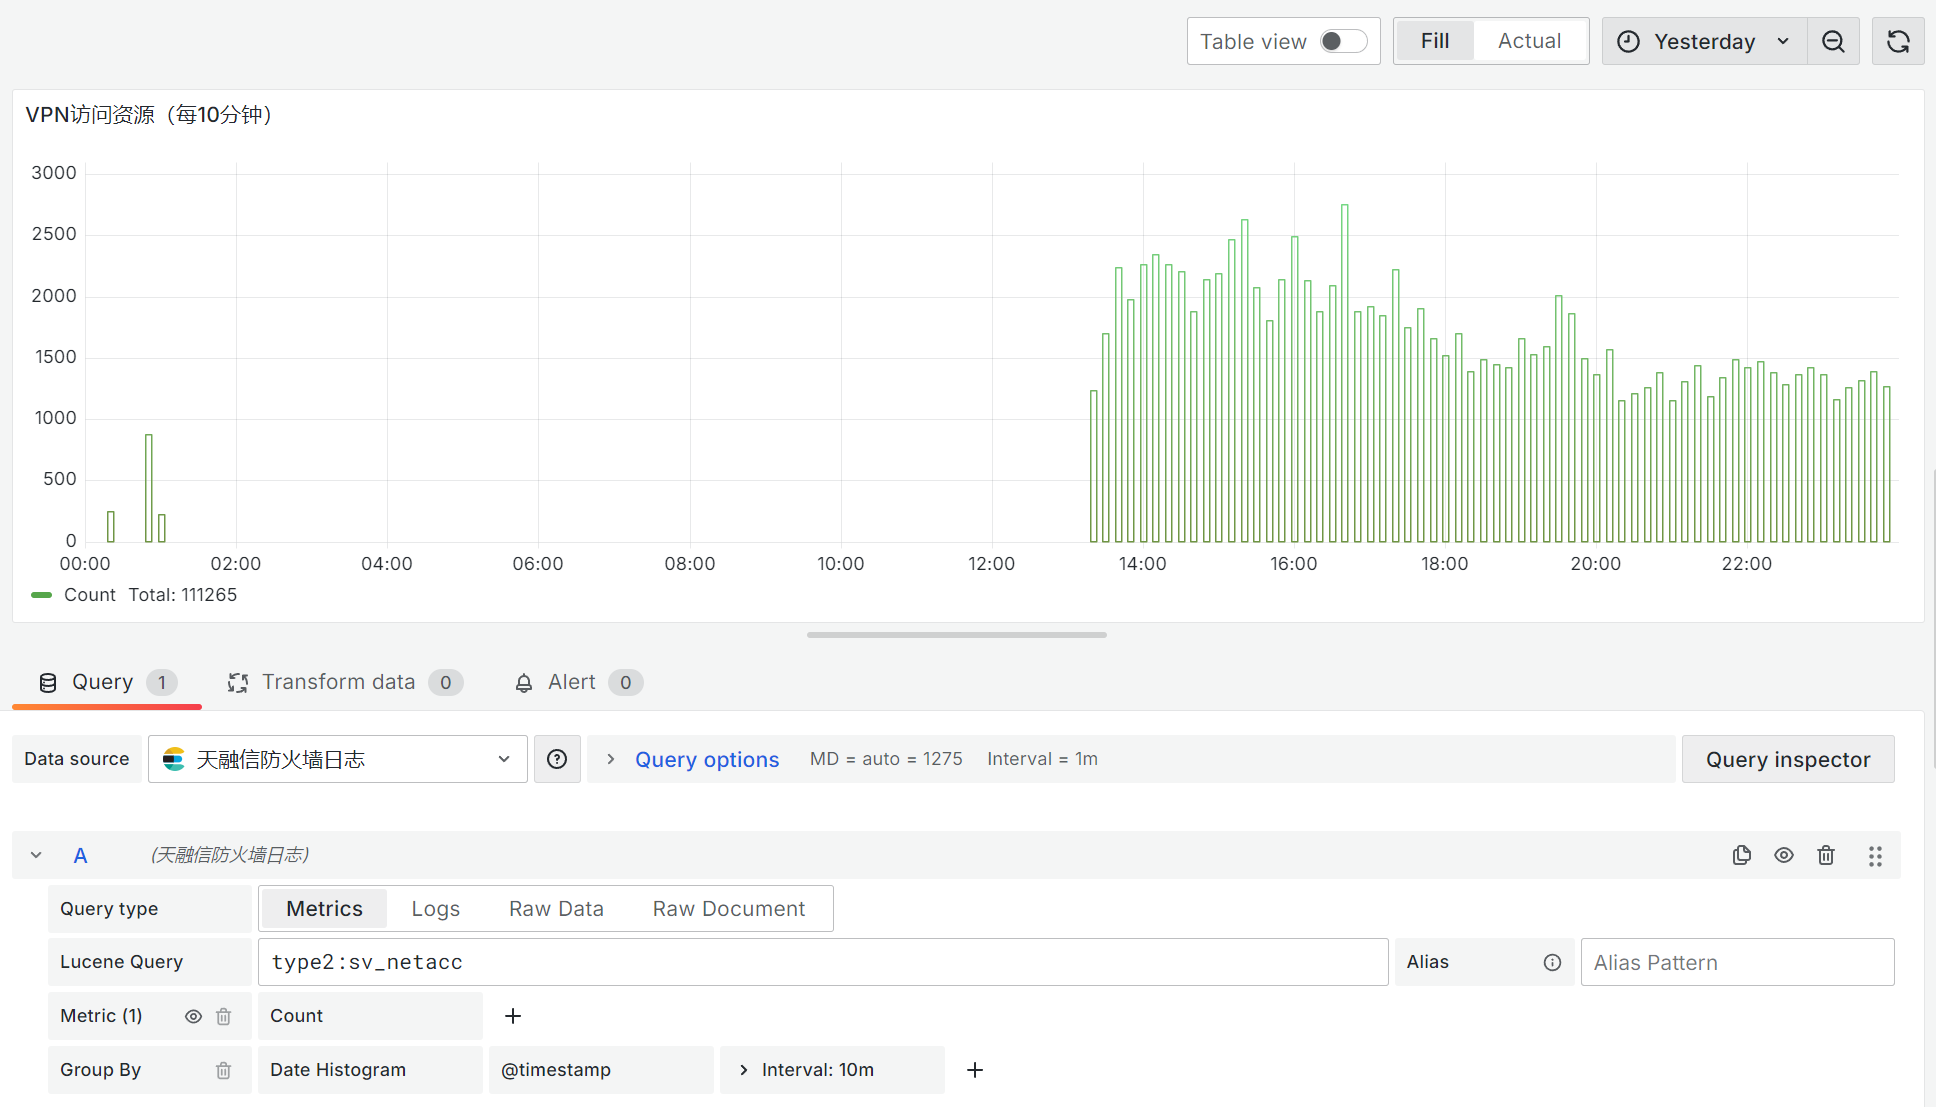 Table view Fill Actual Yesterday
VPN访问资源（每10分钟）
3000
2500
2000
1500
1000
500
0
00:00 02:00 04:00 06:00 08:00 10:00 12:00 14:00 16:00 18:00 20:00 22:00
Count Total: 111265
Query 1 Transform data 0 Alert 0
Data source 天融信防火墙日志 Query options MD = auto = 1275 Interval = 1m Query inspector
A (天融信防火墙日志)
Query type Metrics Logs Raw Data Raw Document
Lucene Query type2:sv_netacc Alias Alias Pattern
Metric (1) Count +
Group By Date Histogram @timestamp Interval: 10m +